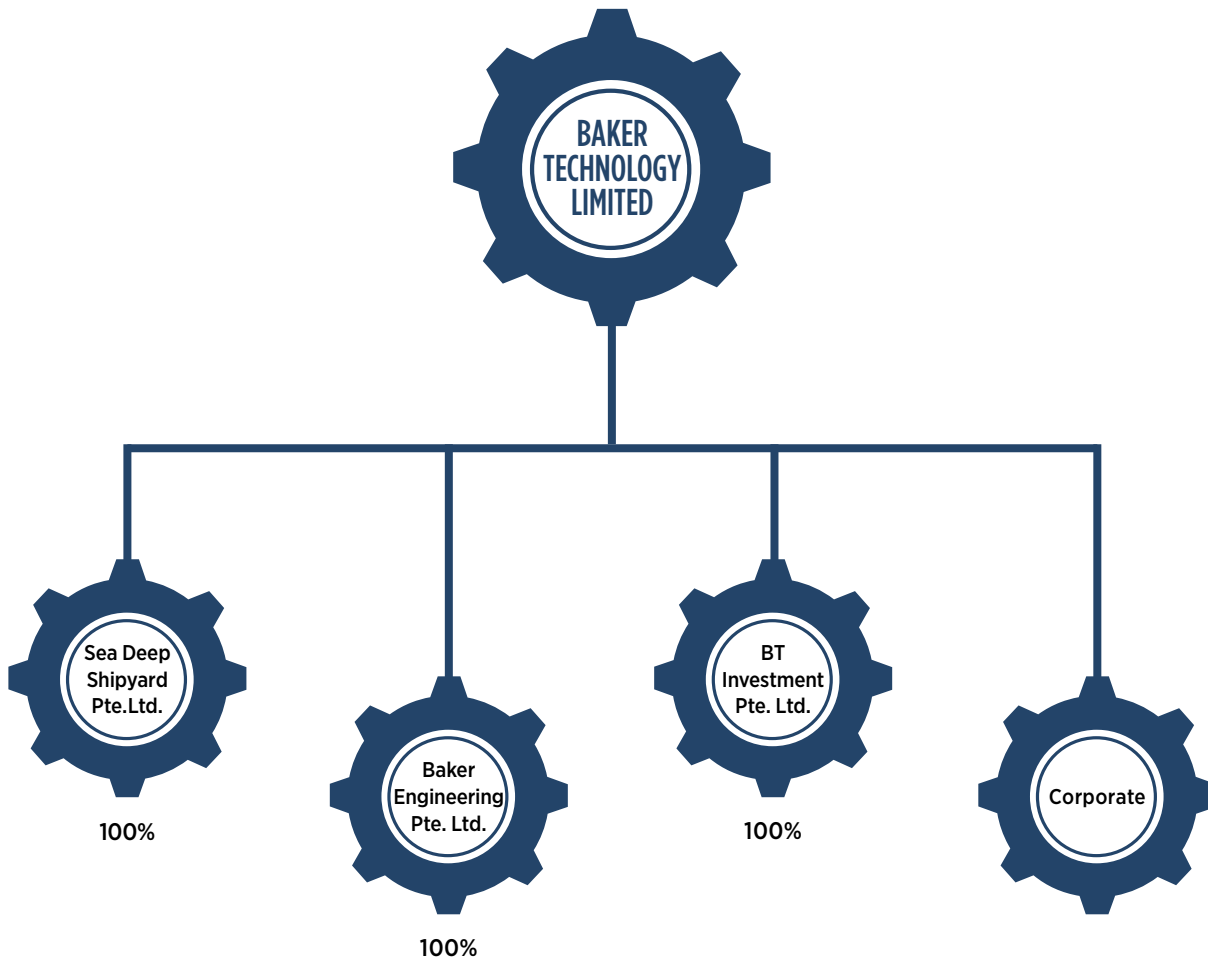 BAKER
TECHNOLOGY
LIMITED
Sea Deep
Shipyard
Pte.Ltd.
100%
Baker
Engineering
Pte. Ltd.
100%
BT
Investment
Pte. Ltd.
100%
Corporate